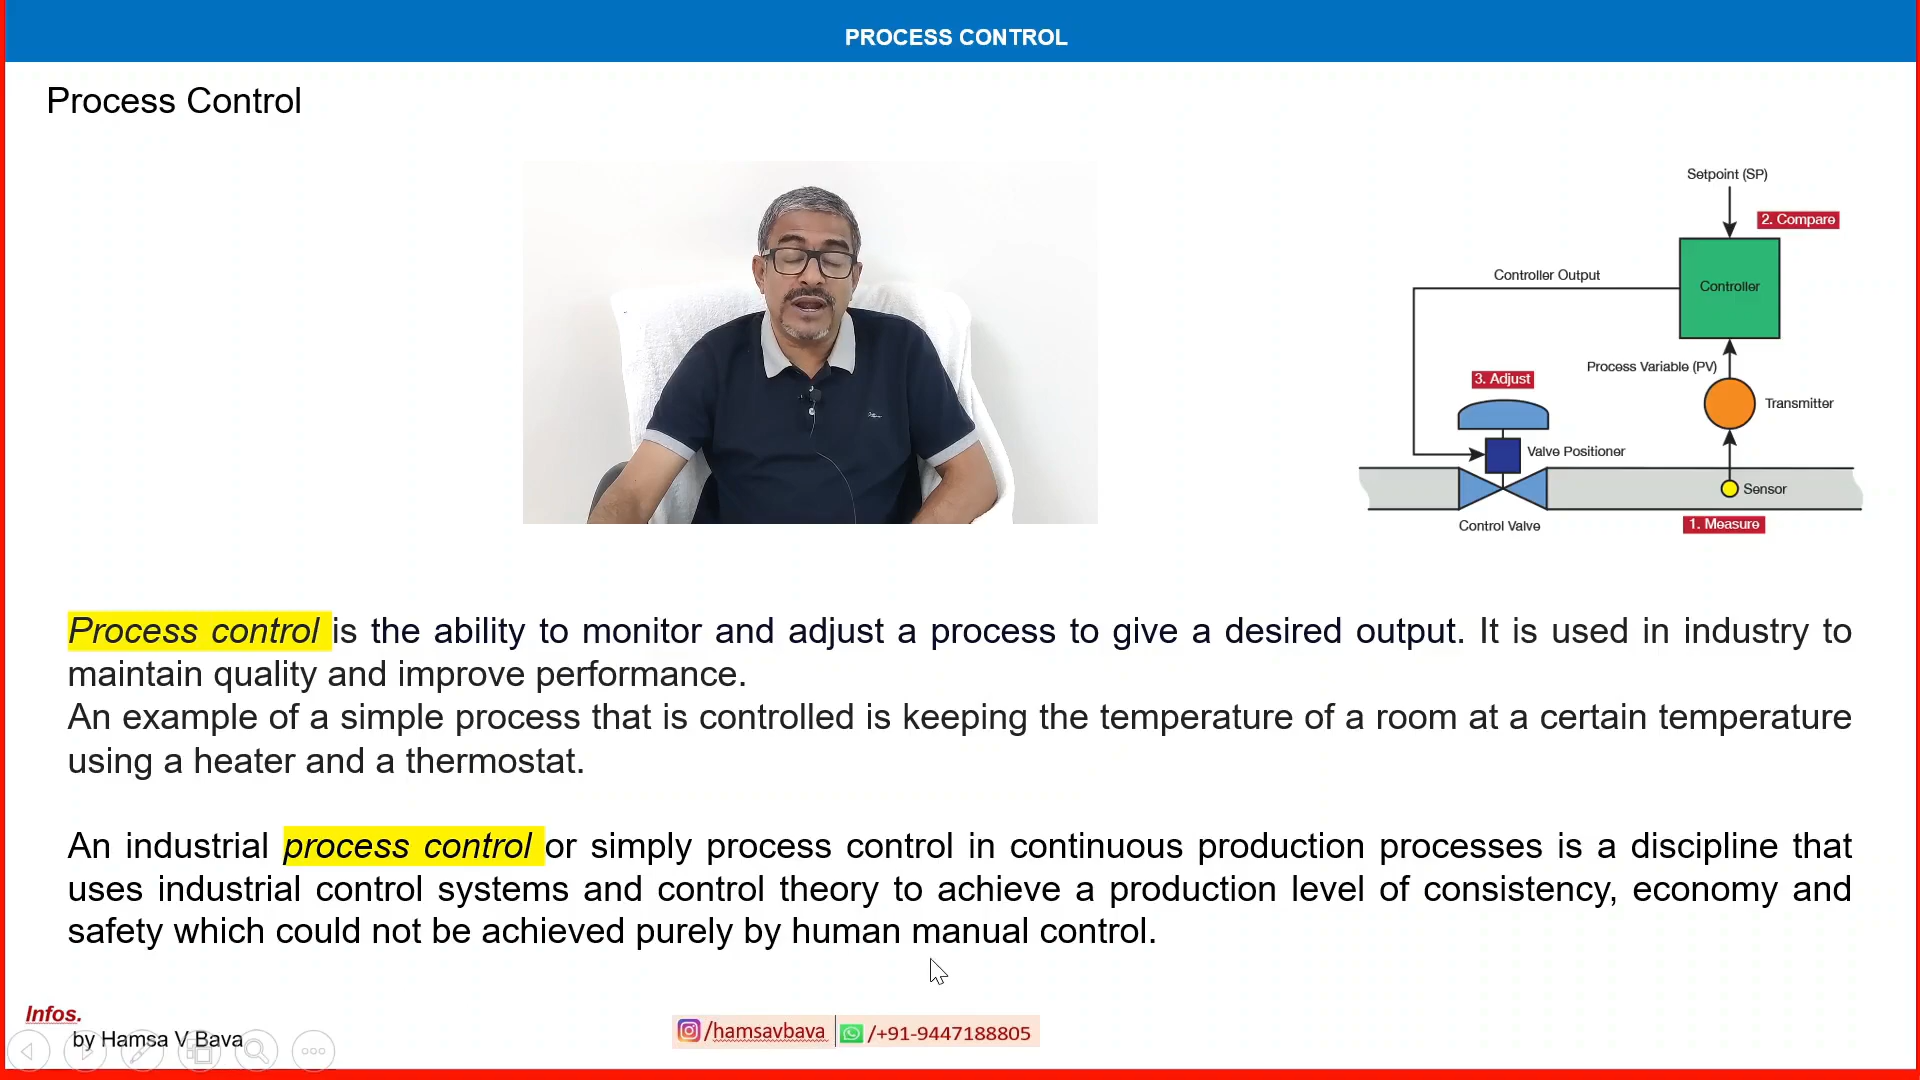 PROCESS CONTROL
Process Control
Setpoint (SP)
2. Compare
Controller Output
Controller
Process Variable (PV)
3. Adjust
Transmitter
Valve Positioner
Sensor
Control Valve
1. Measure
Process control is the ability to monitor and adjust a process to give a desired output. It is used in industry to
maintain quality and improve performance.
An example of a simple process that is controlled is keeping the temperature of a room at a certain temperature
using a heater and a thermostat.
An industrial process control or simply process control in continuous production processes is a discipline that
uses industrial control systems and control theory to achieve a production level of consistency, economy and
safety which could not be achieved purely by human manual control.
Infos.
by Hamsa V Bava
/hamsavbava /+91-9447188805